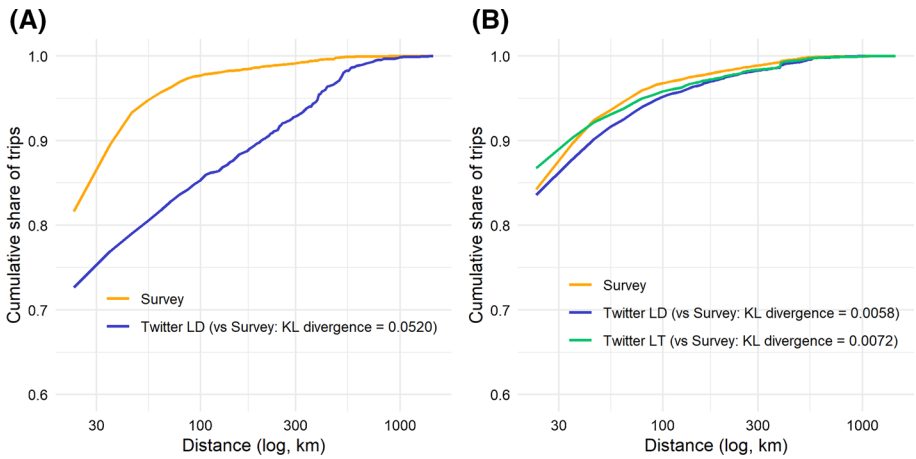 (A)
Cumulative share of trips
1.0
0.9
0.8
0.7
0.6
Survey
Twitter LD (vs Survey: KL divergence = 0.0520)
30
100
300
1000
Distance (log, km)
(B)
Cumulative share of trips
1.0
0.9
0.8
0.7
0.6
Survey
Twitter LD (vs Survey: KL divergence = 0.0058)
Twitter LT (vs Survey: KL divergence = 0.0072)
30
100
300
1000
Distance (log, km)